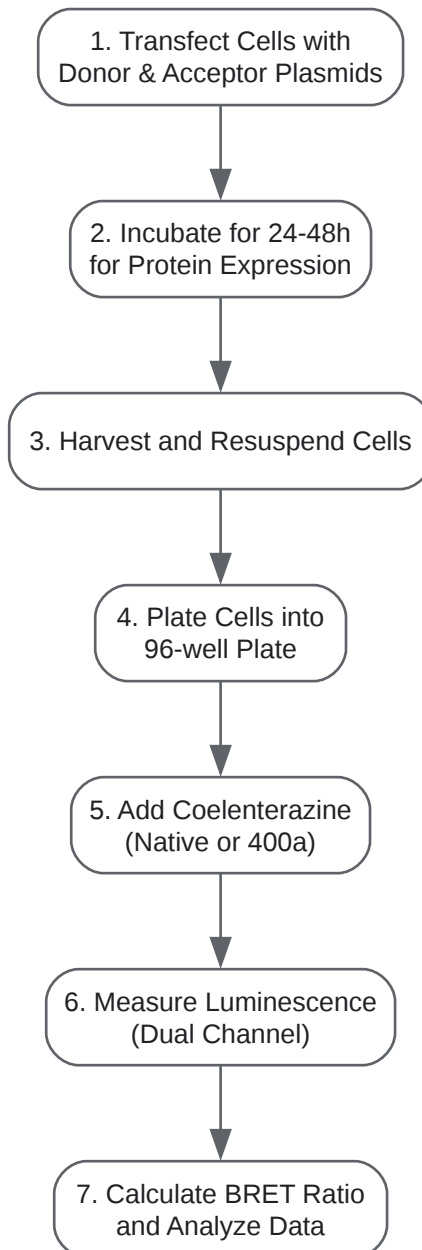 1. Transfect Cells with
Donor & Acceptor Plasmids
2. Incubate for 24-48h
for Protein Expression
3. Harvest and Resuspend Cells
4. Plate Cells into
96-well Plate
5. Add Coelenterazine
(Native or 400a)
6. Measure Luminescence
(Dual Channel)
7. Calculate BRET Ratio
and Analyze Data